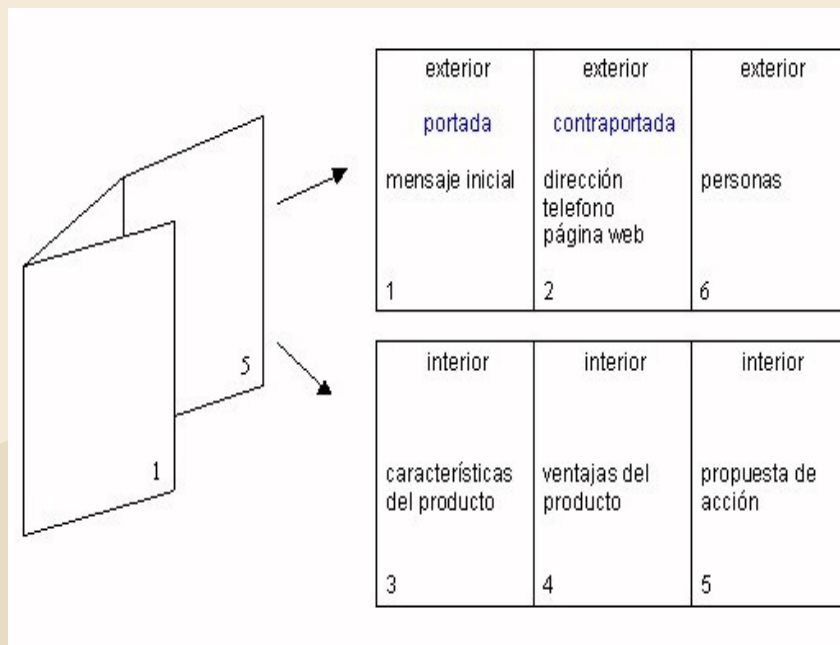 exterior
portada
mensaje inicial
1
exterior
contraportada
dirección
telefono
página web
2
exterior
personas
6
5
1
interior
características
del producto
3
interior
ventajas del
producto
4
interior
propuesta de
acción
5